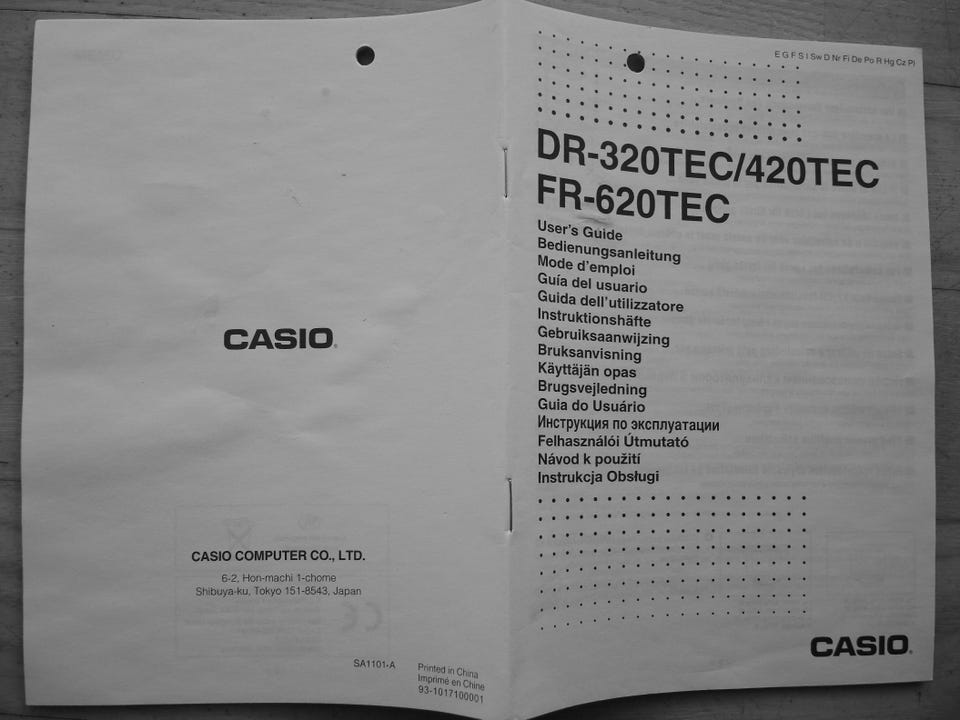 CASIO
CASIO COMPUTER CO., LTD.
6-2, Hon-machi 1-chome
Shibuya-ku, Tokyo 151-8543, Japan
SA1101-A
Printed in China
Imprimé en Chine
93-1017100001
E G F S I Sw D Nr Fi De Po R Hg Cz Pl
DR-320TEC/420TEC
FR-620TEC
User's Guide
Bedienungsanleitung
Mode d'emploi
Guía del usuario
Guida dell'utilizzatore
Instruktionshäfte
Gebruiksaanwijzing
Bruksanvisning
Käyttäjän opas
Brugsvejledning
Guia do Usuário
Инструкция по эксплуатации
Felhasználói Útmutató
Návod k použití
Instrukcja Obsługi
CASIO